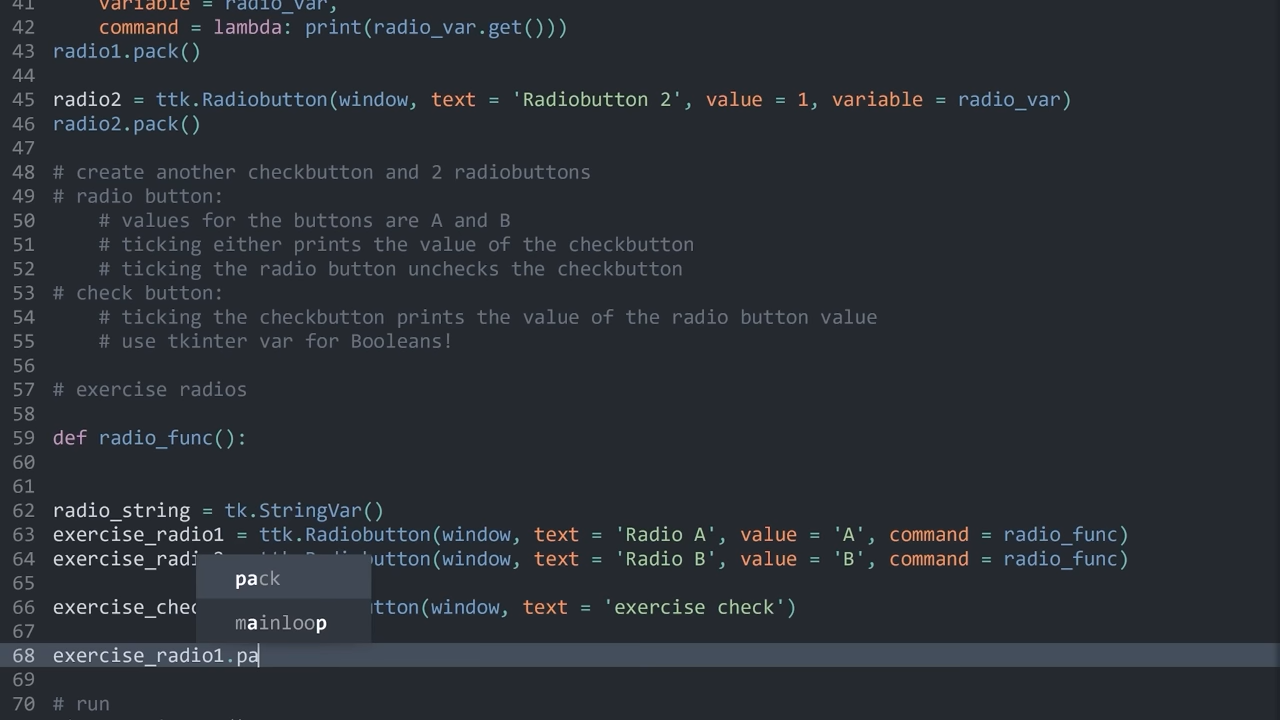 41 variable = radio_var,
42 command = lambda: print(radio_var.get()))
43 radio1.pack()
44
45 radio2 = ttk.Radiobutton(window, text = 'Radiobutton 2', value = 1, variable = radio_var)
46 radio2.pack()
47
48 # create another checkbutton and 2 radiobuttons
49 # radio button:
50 # values for the buttons are A and B
51 # ticking either prints the value of the checkbutton
52 # ticking the radio button unchecks the checkbutton
53 # check button:
54 # ticking the checkbutton prints the value of the radio button value
55 # use tkinter var for Booleans!
56
57 # exercise radios
58
59 def radio_func():
60
61
62 radio_string = tk.StringVar()
63 exercise_radio1 = ttk.Radiobutton(window, text = 'Radio A', value = 'A', command = radio_func)
64 exercise_radi button(window, text = 'Radio B', value = 'B', command = radio_func)
pack
65
66 exercise_chec tton(window, text = 'exercise check')
mainloop
67
68 exercise_radio1.pa
69
70 # run